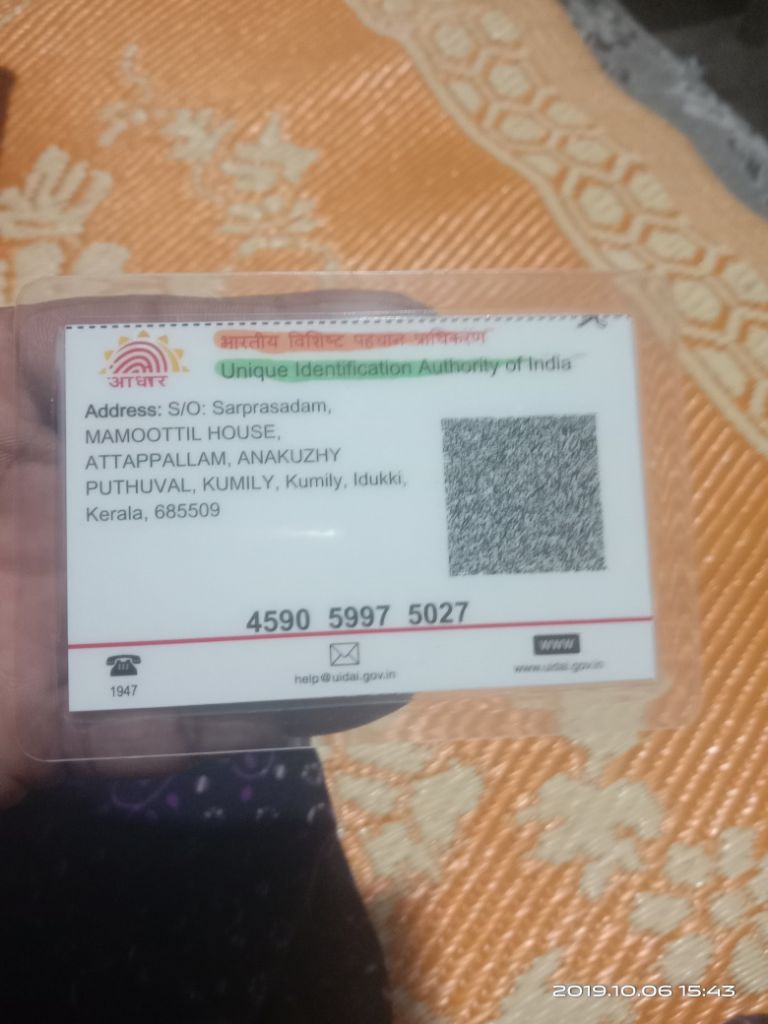 भारतीय विशिष्ट पहचान प्राधिकरण
आधार
Unique Identification Authority of India
Address: S/O: Sarprasadam,
MAMOOTTIL HOUSE,
ATTAPPALLAM, ANAKUZHY
PUTHUVAL, KUMILY, Kumily, Idukki,
Kerala, 685509
4590 5997 5027
1947
help@uidai.gov.in
WWW
www.uidai.gov.in
2019.10.06 15:43